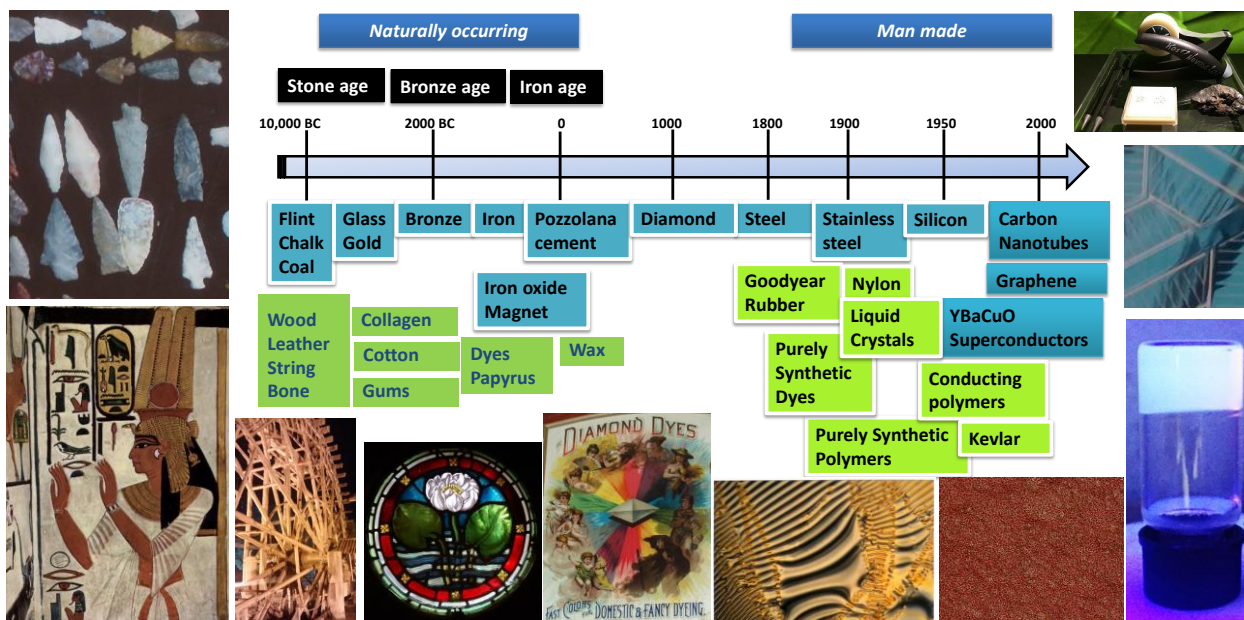 Naturally occurring
Man made
Stone age
Bronze age
Iron age
10,000 BC
2000 BC
0
1000
1800
1900
1950
2000
Flint
Chalk
Coal
Glass
Gold
Bronze
Iron
Pozzolana
cement
Diamond
Steel
Stainless
steel
Silicon
Carbon
Nanotubes
Graphene
Iron oxide
Magnet
Goodyear
Rubber
Nylon
Liquid
Crystals
YBaCuO
Superconductors
Wood
Leather
String
Bone
Collagen
Cotton
Gums
Dyes
Papyrus
Wax
Purely
Synthetic
Dyes
Conducting
polymers
Purely Synthetic
Polymers
Kevlar
DIAMOND DYES
FAST COLORS FOR DOMESTIC & FANCY DYEING.